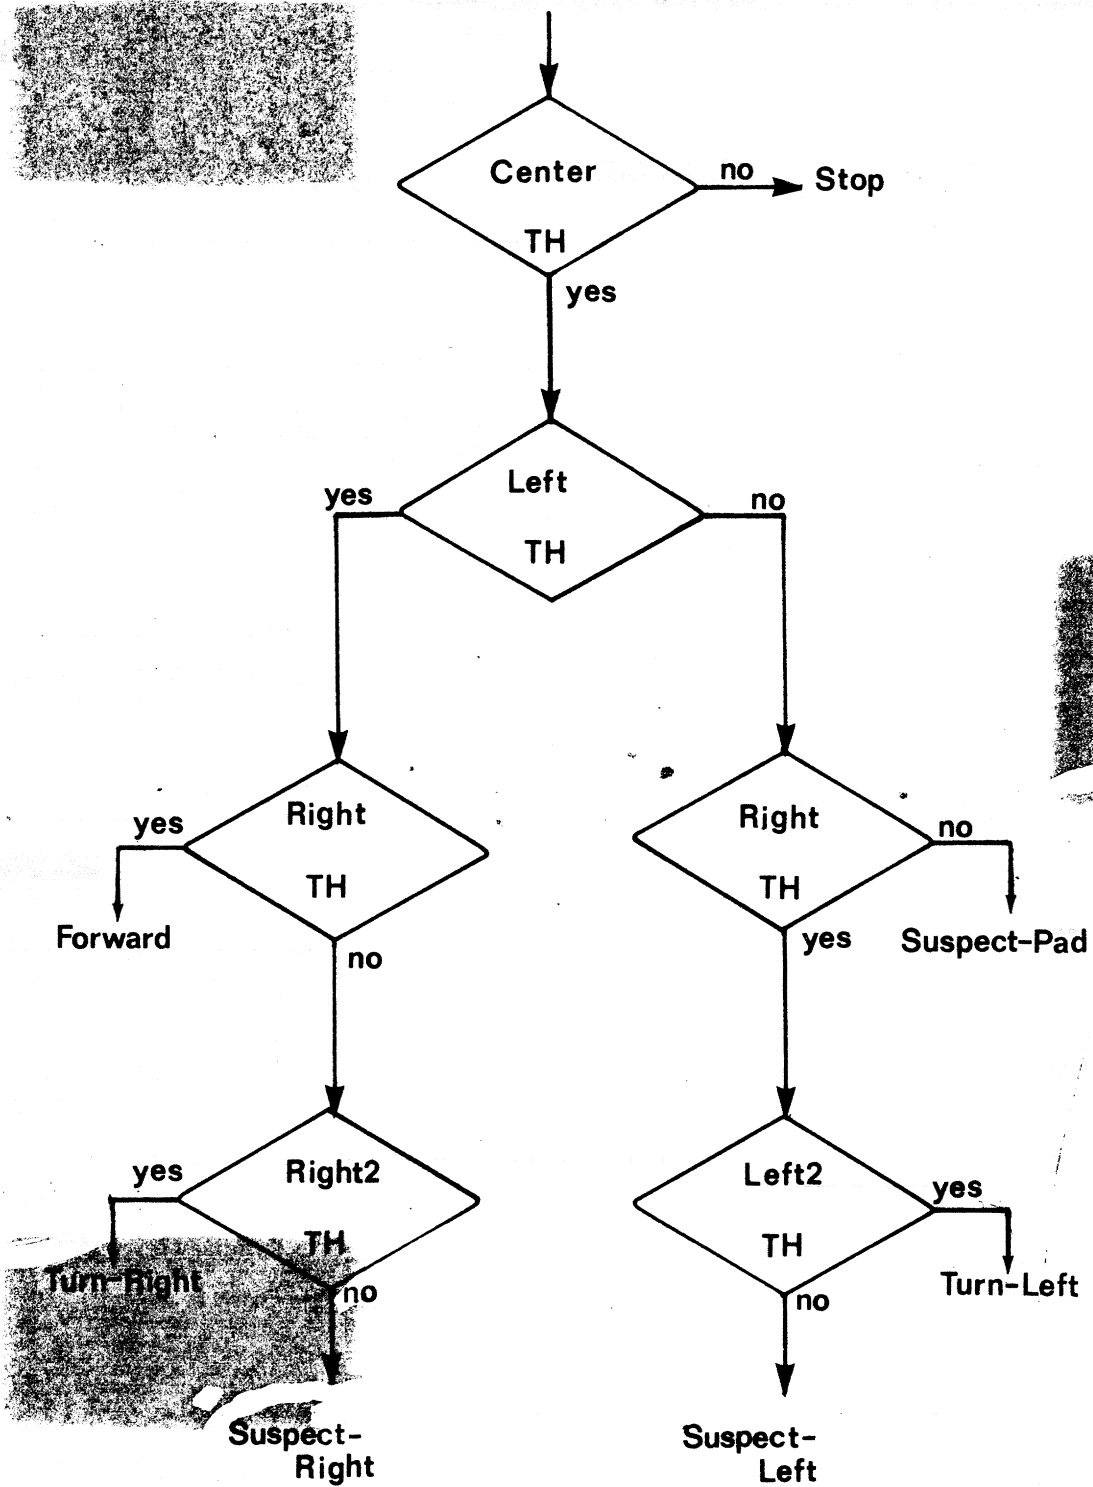 Center
TH
no
Stop
yes
Left
TH
yes
no
Right
TH
yes
no
Forward
Right
TH
no
yes
Suspect-Pad
Right2
TH
yes
no
Turn-Right
Left2
TH
yes
no
Turn-Left
Suspect-
Right
Suspect-
Left